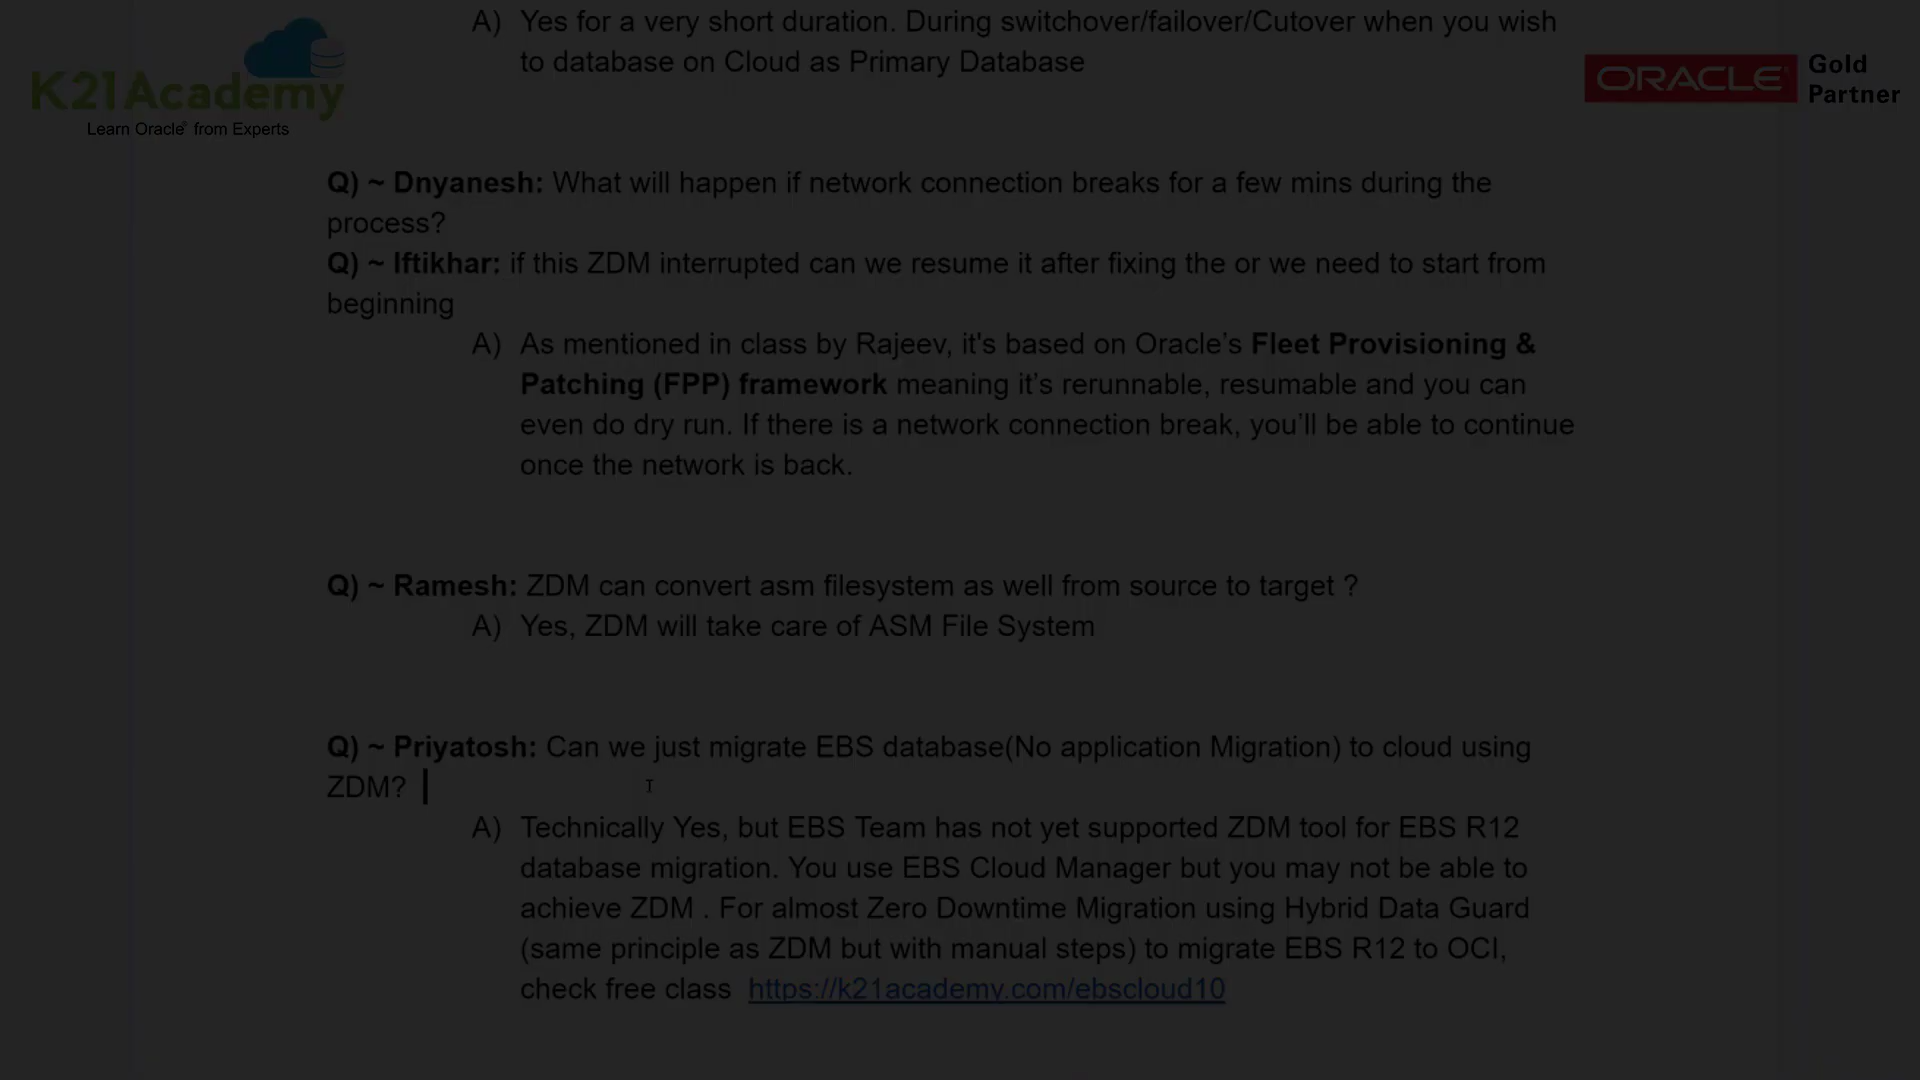 A) Yes for a very short duration. During switchover/failover/Cutover when you wish
to database on Cloud as Primary Database
K21Academy
Learn Oracle® from Experts
ORACLE® Gold
Partner
Q) ~ Dnyanesh: What will happen if network connection breaks for a few mins during the
process?
Q) ~ Iftikhar: if this ZDM interrupted can we resume it after fixing the or we need to start from
beginning
A) As mentioned in class by Rajeev, it's based on Oracle’s Fleet Provisioning &
Patching (FPP) framework meaning it’s rerunnable, resumable and you can
even do dry run. If there is a network connection break, you’ll be able to continue
once the network is back.
Q) ~ Ramesh: ZDM can convert asm filesystem as well from source to target ?
A) Yes, ZDM will take care of ASM File System
Q) ~ Priyatosh: Can we just migrate EBS database(No application Migration) to cloud using
ZDM?
A) Technically Yes, but EBS Team has not yet supported ZDM tool for EBS R12
database migration. You use EBS Cloud Manager but you may not be able to
achieve ZDM . For almost Zero Downtime Migration using Hybrid Data Guard
(same principle as ZDM but with manual steps) to migrate EBS R12 to OCI,
check free class https://k21academy.com/ebscloud10